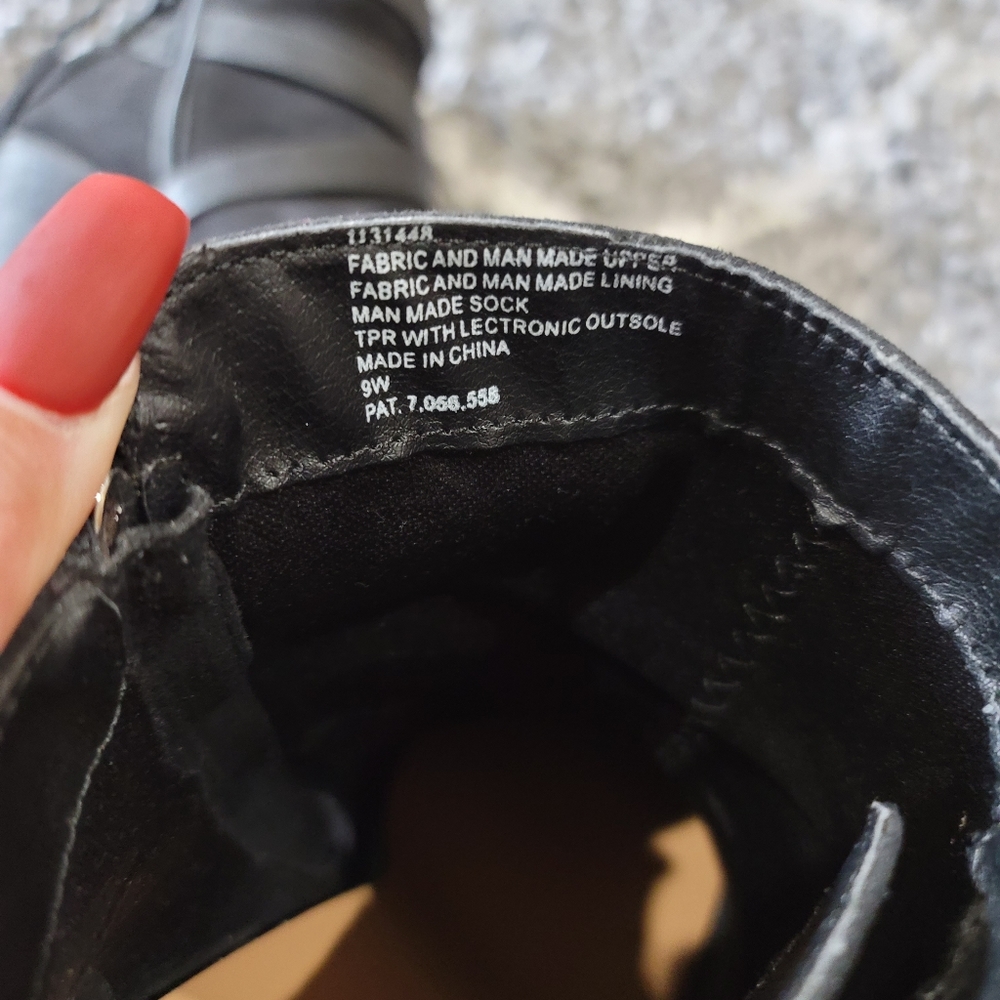 1131448
FABRIC AND MAN MADE UPPER
FABRIC AND MAN MADE LINING
MAN MADE SOCK
TPR WITH LECTRONIC OUTSOLE
MADE IN CHINA
9W
PAT. 7.056.558